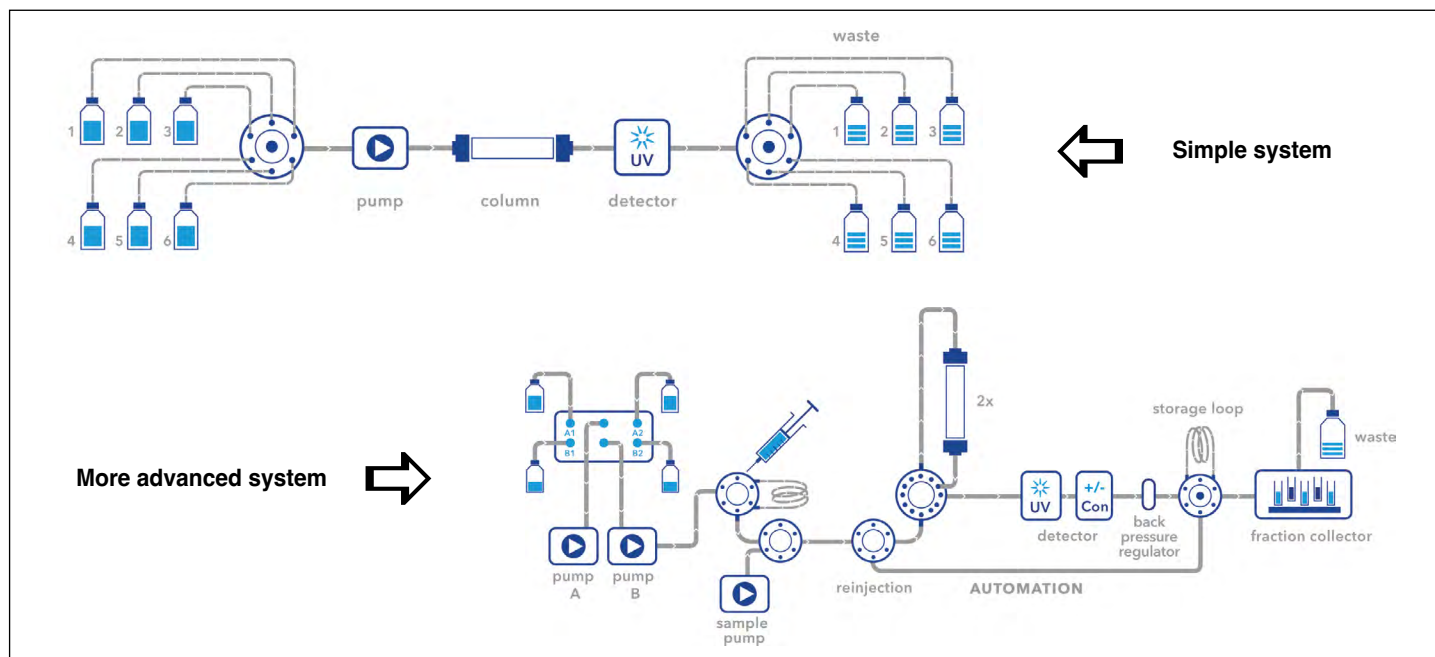 waste
1
2
3
1
2
3
UV
Simple system
pump
column
detector
4
5
6
4
5
6
2x
storage loop
waste
A1
A2
B1
B2
More advanced system
UV
+/-
Con
detector
back
pressure
regulator
fraction collector
pump
A
pump
B
reinjection
AUTOMATION
sample
pump